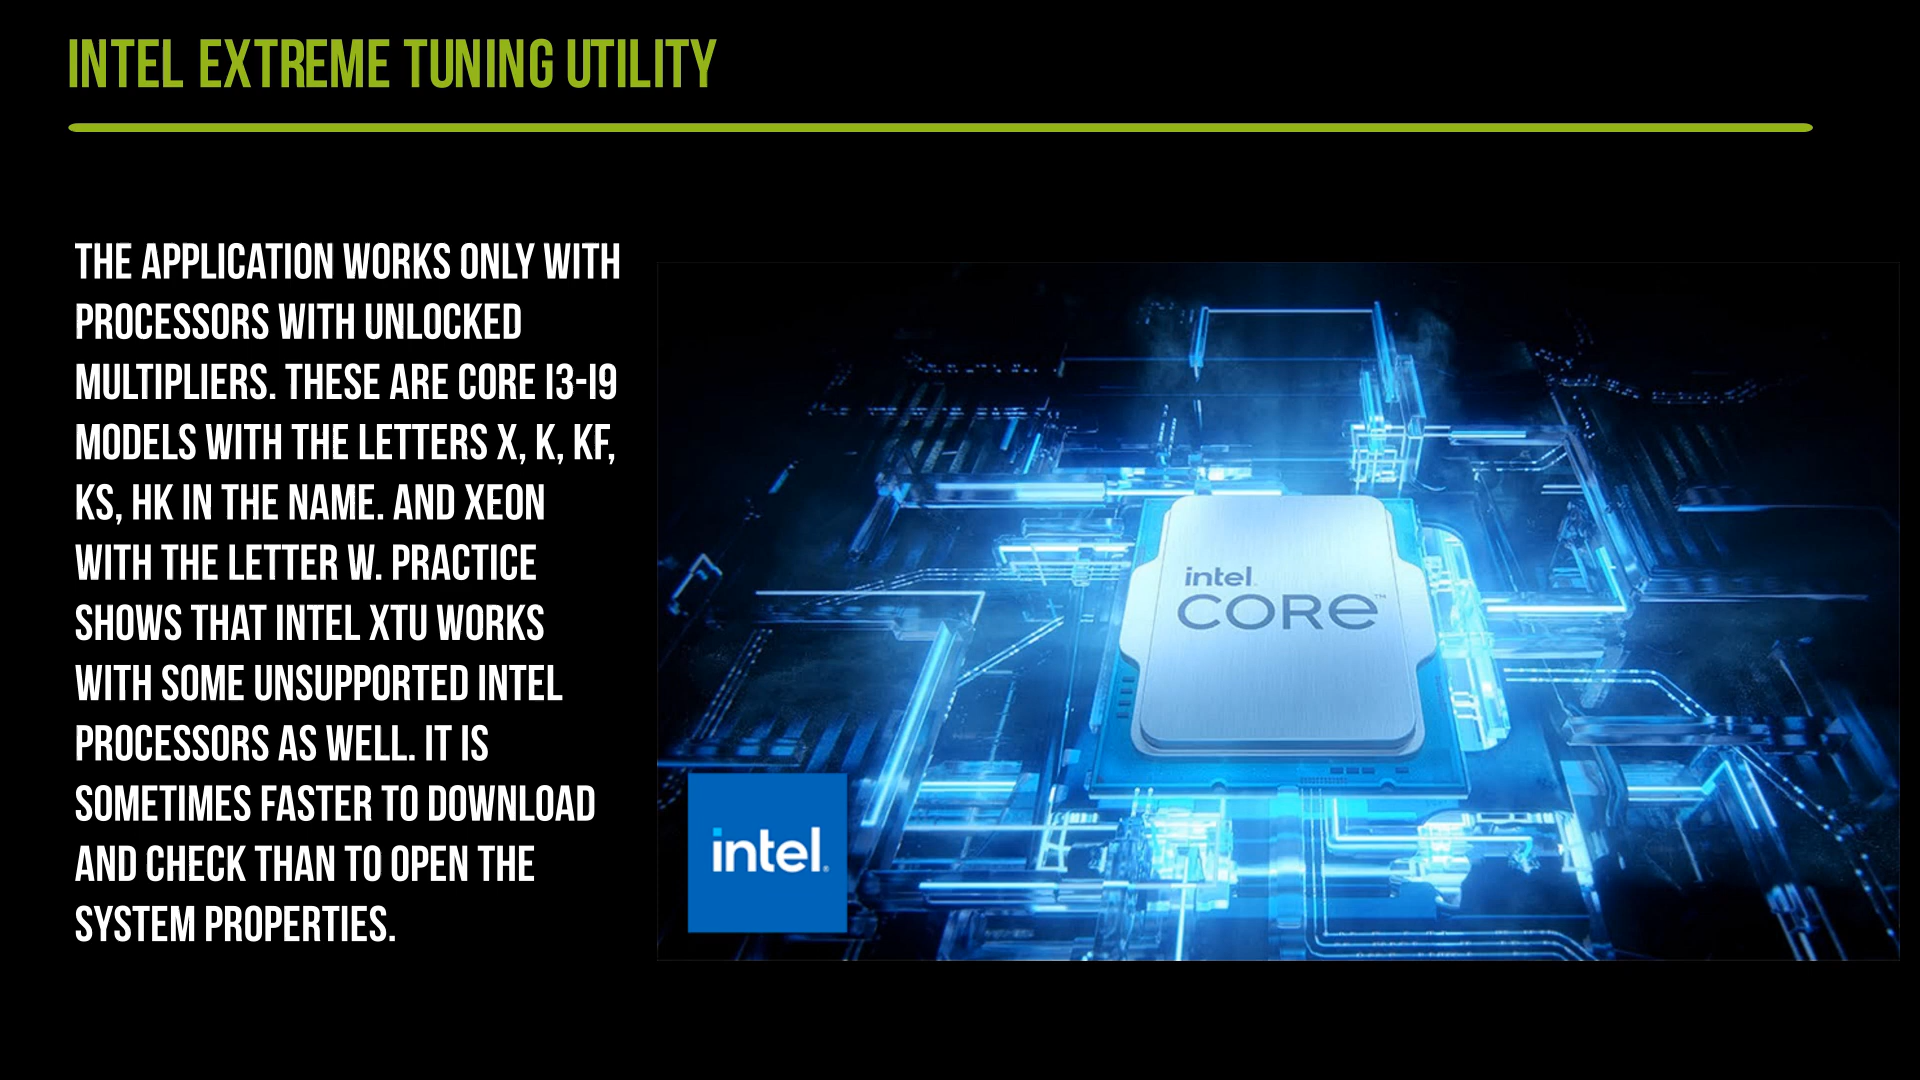 INTEL EXTREME TUNING UTILITY
THE APPLICATION WORKS ONLY WITH
PROCESSORS WITH UNLOCKED
MULTIPLIERS. THESE ARE CORE I3-I9
MODELS WITH THE LETTERS X, K, KF,
KS, HK IN THE NAME. AND XEON
WITH THE LETTER W. PRACTICE
SHOWS THAT INTEL XTU WORKS
WITH SOME UNSUPPORTED INTEL
PROCESSORS AS WELL. IT IS
SOMETIMES FASTER TO DOWNLOAD
AND CHECK THAN TO OPEN THE
SYSTEM PROPERTIES.
intel
CORe™
intel®